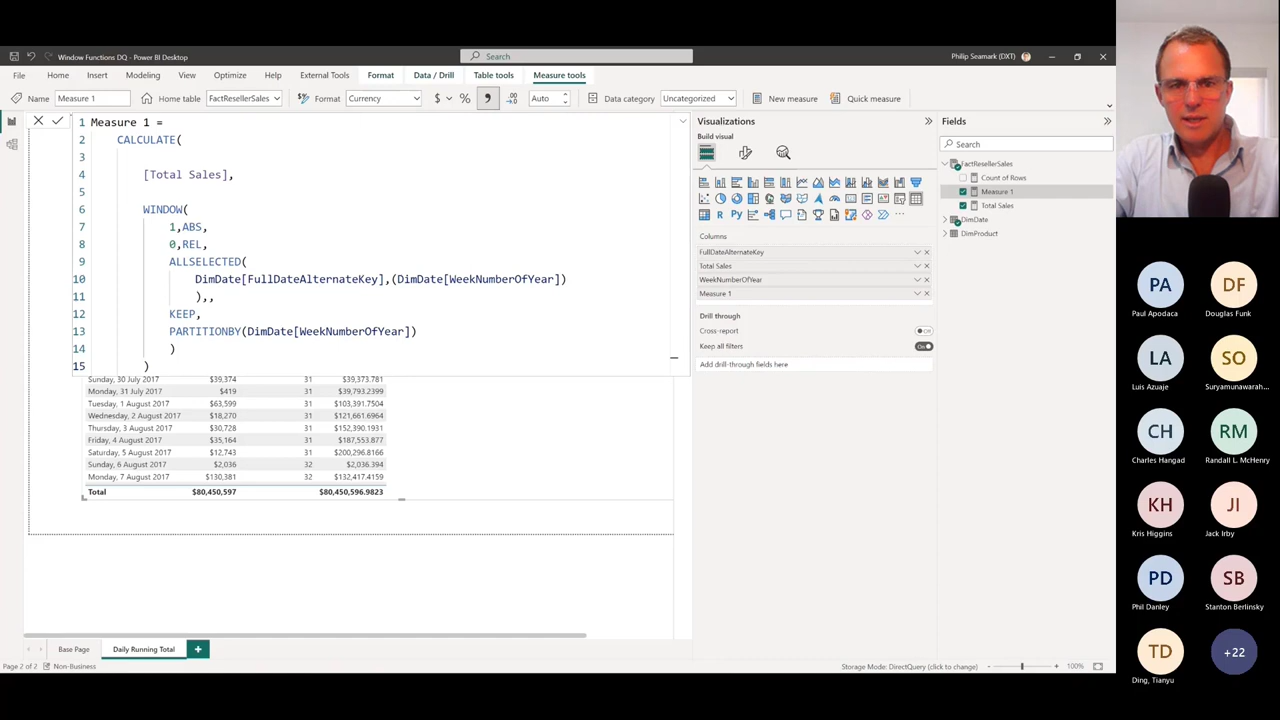 Window Functions DQ - Power BI Desktop
Search
Philip Seamark (DXT)
File Home Insert Modeling View Optimize Help External Tools Format Data / Drill Table tools Measure tools
Name Measure 1 Home table FactResellerSales Format Currency $ % Auto Data category Uncategorized New measure Quick measure
1 Measure 1 =
2 CALCULATE(
3
4 [Total Sales],
5
6 WINDOW(
7 1,ABS,
8 0,REL,
9 ALLSELECTED(
10 DimDate[FullDateAlternateKey],(DimDate[WeekNumberOfYear])
11 ),,
12 KEEP,
13 PARTITIONBY(DimDate[WeekNumberOfYear])
14 )
15 )
Sunday, 30 July 2017 $39,374 31 $39,373.781
Monday, 31 July 2017 $419 31 $39,793.2399
Tuesday, 1 August 2017 $63,599 31 $103,391.7504
Wednesday, 2 August 2017 $18,270 31 $121,661.6964
Thursday, 3 August 2017 $30,728 31 $152,390.1931
Friday, 4 August 2017 $35,164 31 $187,553.877
Saturday, 5 August 2017 $12,743 31 $200,296.8166
Sunday, 6 August 2017 $2,036 32 $2,036.394
Monday, 7 August 2017 $130,381 32 $132,417.4159
Total $80,450,597 $80,450,596.9823
Visualizations
Build visual
R Py
Columns
FullDateAlternateKey
Total Sales
WeekNumberOfYear
Measure 1
Drill through
Cross-report Off
Keep all filters On
Add drill-through fields here
Fields
Search
FactResellerSales
Count of Rows
Measure 1
Total Sales
DimDate
DimProduct
Base Page Daily Running Total
Page 2 of 2 Non-Business
Storage Mode: DirectQuery (click to change) 100%
PA DF
Paul Apodaca Douglas Funk
LA SO
Luis Azuaje Suryamunawarah...
CH RM
Charles Hangad Randall L. McHenry
KH JI
Kris Higgins Jack Irby
PD SB
Phil Danley Stanton Berlinsky
TD +22
Ding, Tianyu